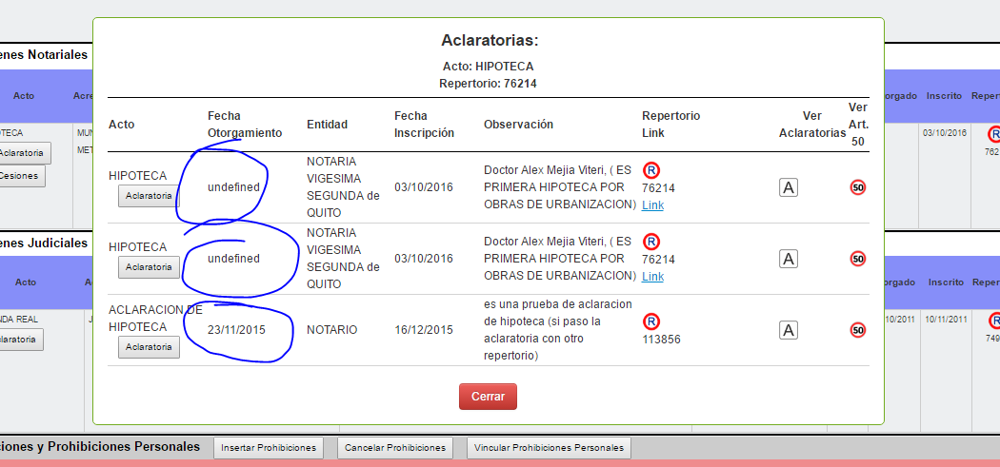 Aclaratorias:
Acto: HIPOTECA
Repertorio: 76214
Acto
Fecha
Otorgamiento
Entidad
Fecha
Inscripción
Observación
Repertorio
Link
Ver
Aclaratorias
Ver
Art.
50
HIPOTECA
Aclaratoria
undefined
NOTARIA
VIGESIMA
SEGUNDA de
QUITO
03/10/2016
Doctor Alex Mejia Viteri, ( ES
PRIMERA HIPOTECA POR
OBRAS DE URBANIZACION)
R
76214
Link
A
50
HIPOTECA
Aclaratoria
undefined
NOTARIA
VIGESIMA
SEGUNDA de
QUITO
03/10/2016
Doctor Alex Mejia Viteri, ( ES
PRIMERA HIPOTECA POR
OBRAS DE URBANIZACION)
R
76214
Link
A
50
ACLARACION DE
HIPOTECA
Aclaratoria
23/11/2015
NOTARIO
16/12/2015
es una prueba de aclaracion
de hipoteca (si paso la
aclaratoria con otro
repertorio)
R
113856
A
50
Cerrar
enes Notariales
Acto
Acre
TECA
Aclaratoria
Cesiones
MUN
MET
orgado
Inscrito
Reper
03/10/2016
R
762
enes Judiciales
Acto
A
NDA REAL
claratoria
J
orgado
Inscrito
Reper
10/2011
10/11/2011
R
749
ciones y Prohibiciones Personales
Insertar Prohibiciones
Cancelar Prohibiciones
Vincular Prohibiciones Personales